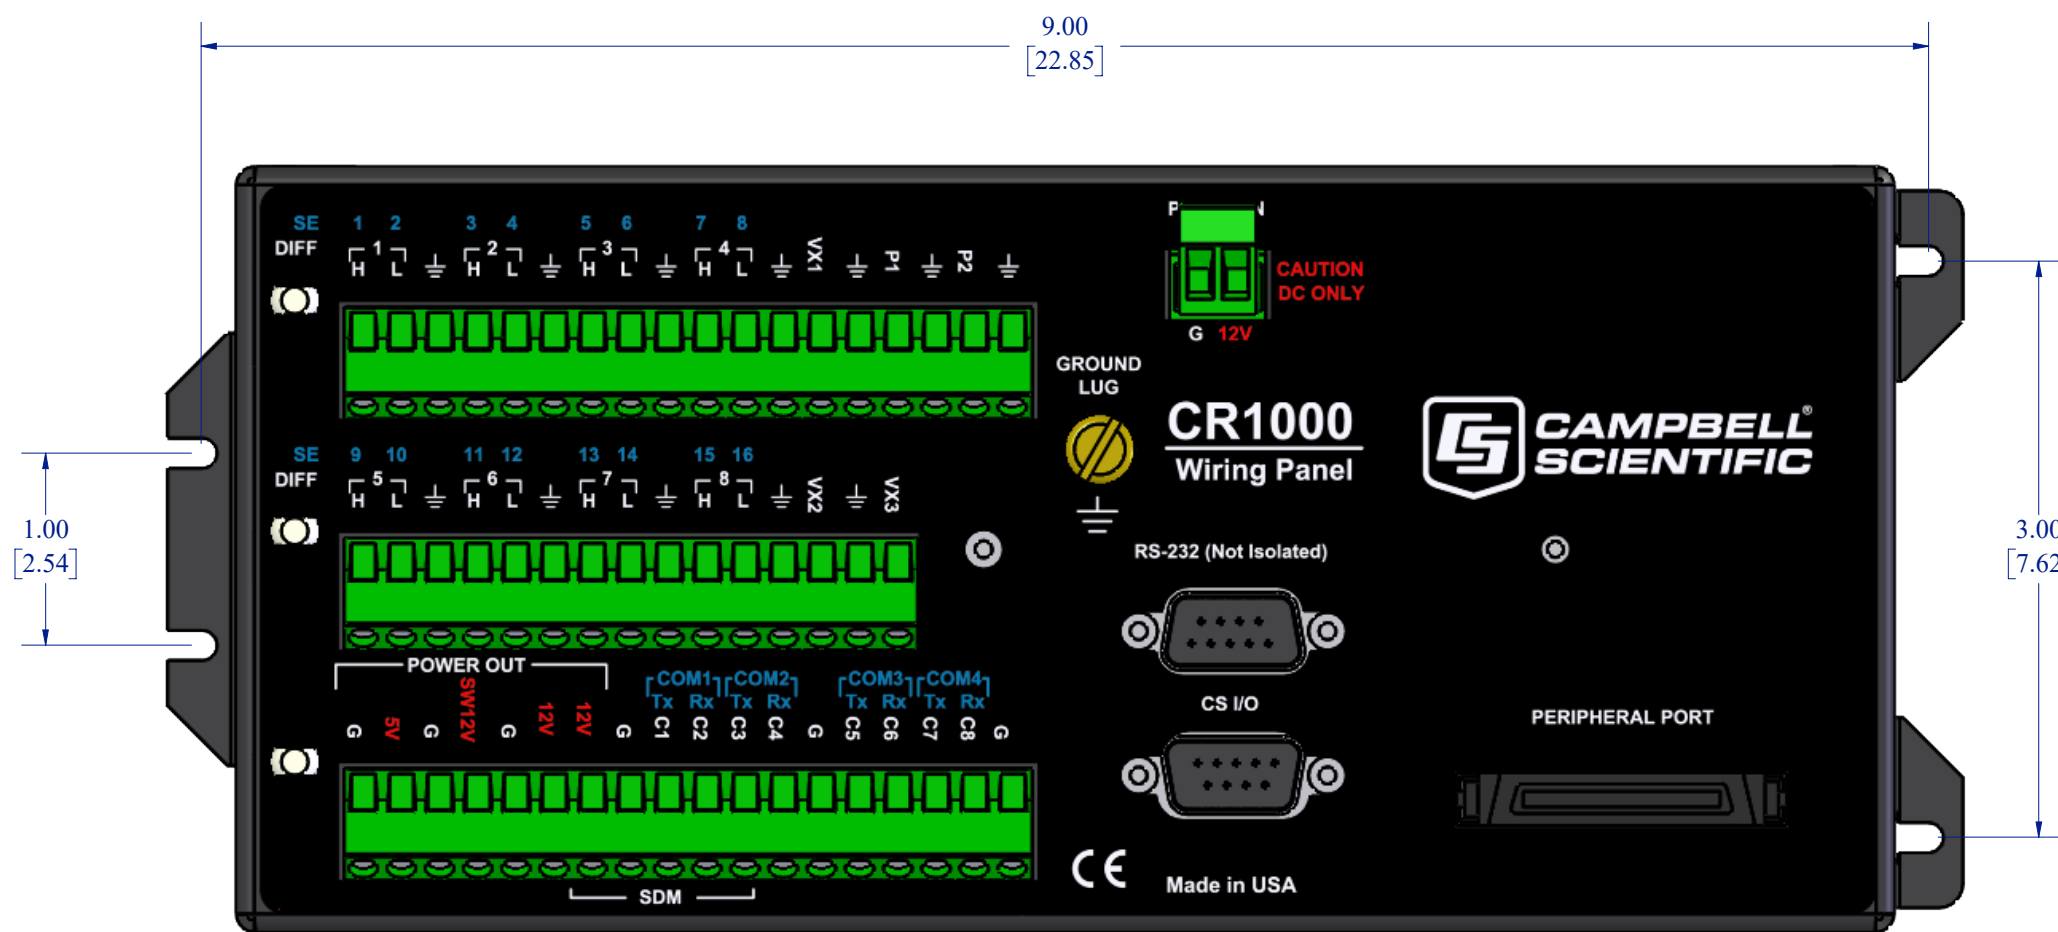 9.00
[22.85]
SE 1 2 3 4 5 6 7 8
DIFF 1 2 3 4
H L H L H L H L VX1 P1 P2
CAUTION
DC ONLY
G 12V
GROUND
LUG
CR1000
Wiring Panel
CAMPBELL®
SCIENTIFIC
SE 9 10 11 12 13 14 15 16
DIFF 5 6 7 8
H L H L H L H L VX2 VX3
1.00
[2.54]
3.00
[7.62
RS-232 (Not Isolated)
POWER OUT
COM1 COM2 COM3 COM4
Tx Rx Tx Rx Tx Rx Tx Rx
G 5V G SW12V G 12V 12V G C1 C2 C3 C4 G C5 C6 C7 C8 G
CS I/O
PERIPHERAL PORT
SDM
CE
Made in USA